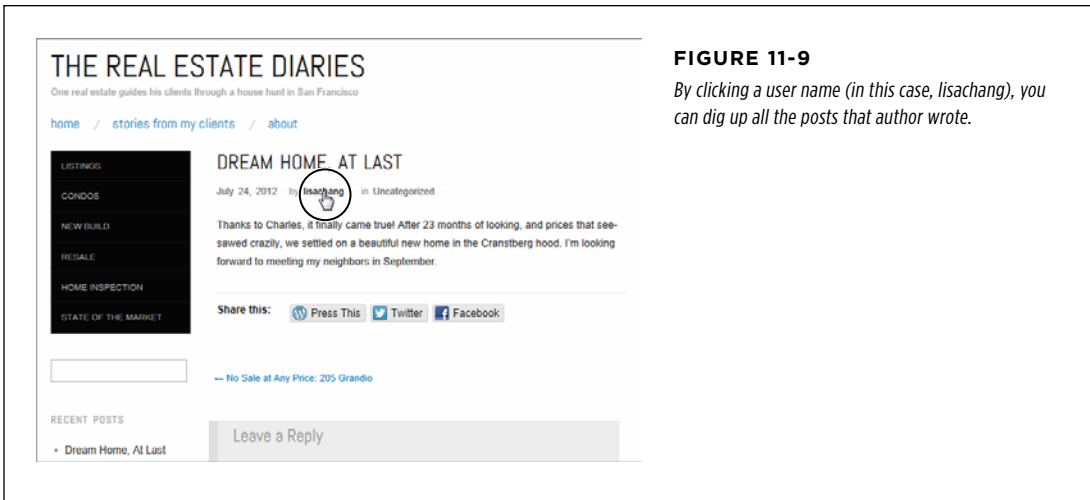 THE REAL ESTATE DIARIES
One real estate guides his clients through a house hunt in San Francisco
home / stories from my clients / about
LISTINGS
CONDOS
NEW BUILD
RESALE
HOME INSPECTION
STATE OF THE MARKET
DREAM HOME, AT LAST
July 24, 2012 · by lisachang · in Uncategorized ·
Thanks to Charles, it finally came true! After 23 months of looking, and prices that see-
sawed crazily, we settled on a beautiful new home in the Cranstberg hood. I'm looking
forward to meeting my neighbors in September.
Share this: Press This Twitter Facebook
← No Sale at Any Price: 205 Grandio
RECENT POSTS
• Dream Home, At Last
Leave a Reply
FIGURE 11-9
By clicking a user name (in this case, lisachang), you
can dig up all the posts that author wrote.